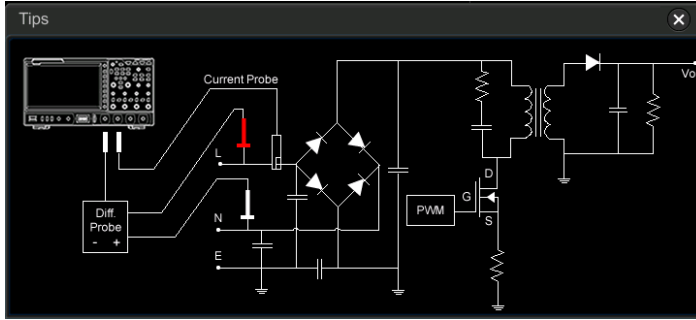 Tips
Current Probe
L
N
E
Diff.
Probe
- +
PWM
D
G
S
Vo